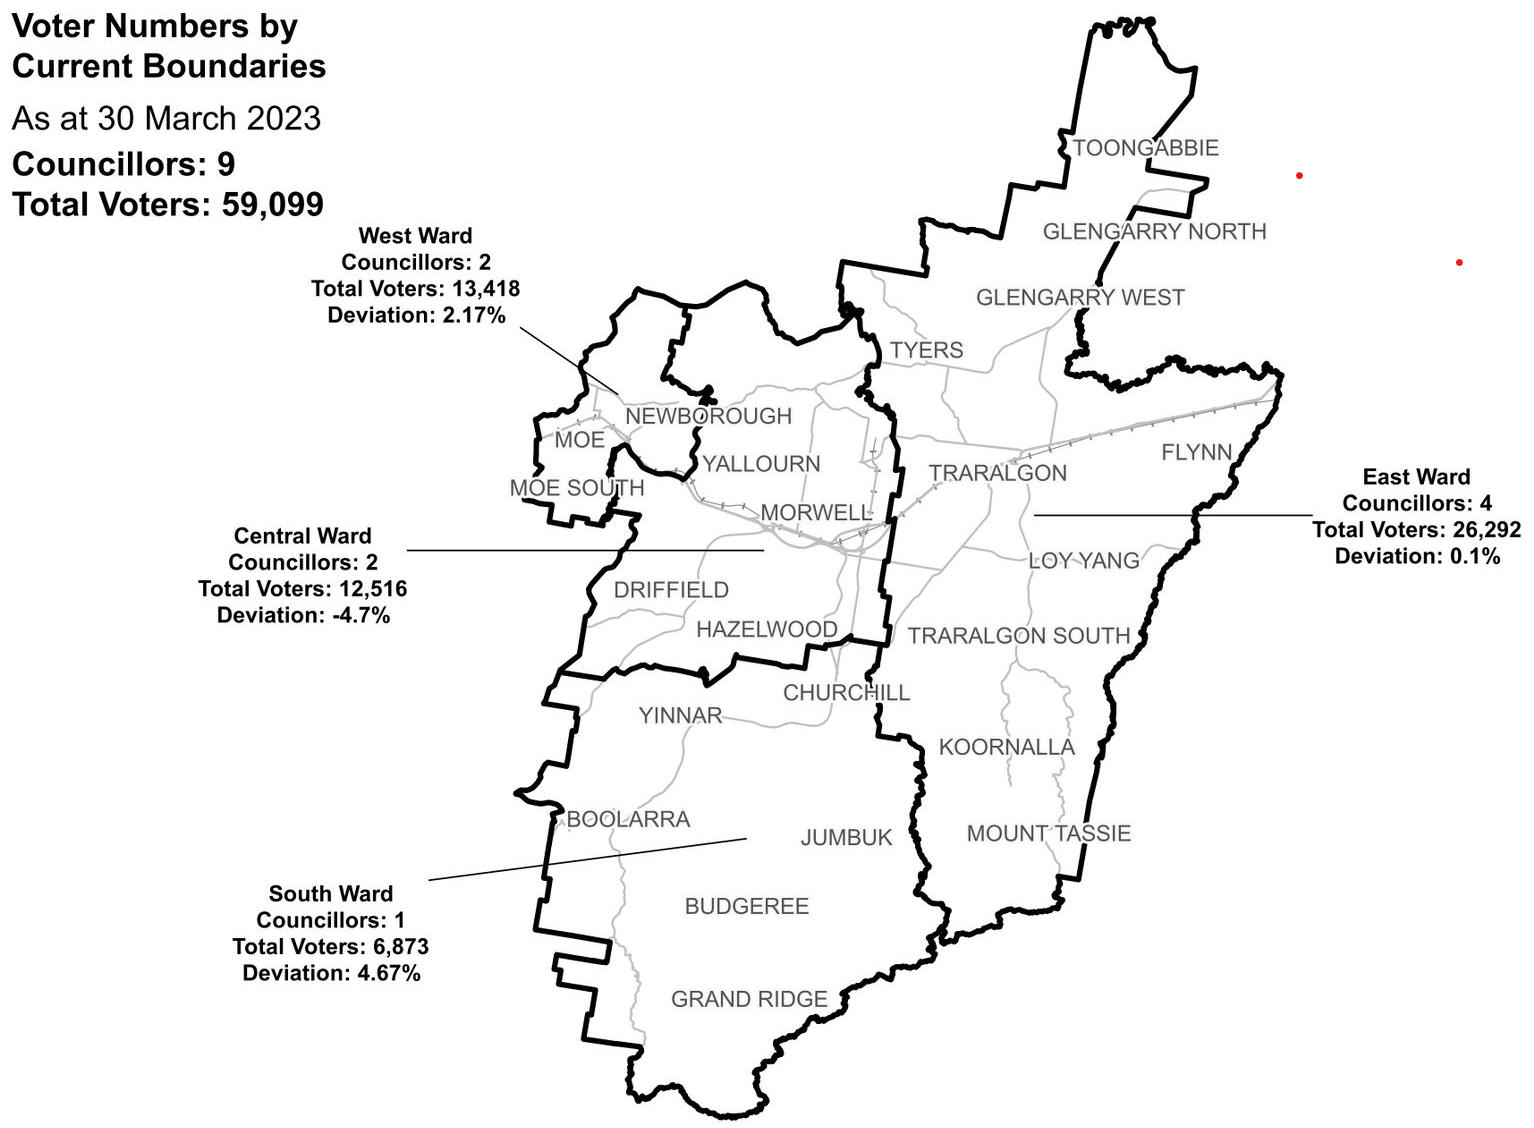 Voter Numbers by
Current Boundaries
As at 30 March 2023
Councillors: 9
Total Voters: 59,099
West Ward
Councillors: 2
Total Voters: 13,418
Deviation: 2.17%
TOONGABBIE
GLENGARRY NORTH
GLENGARRY WEST
TYERS
NEWBOROUGH
MOE
YALLOURN
MOE SOUTH
MORWELL
TRARALGON
FLYNN
East Ward
Councillors: 4
Total Voters: 26,292
Deviation: 0.1%
Central Ward
Councillors: 2
Total Voters: 12,516
Deviation: -4.7%
DRIFFIELD
HAZELWOOD
LOY YANG
TRARALGON SOUTH
CHURCHILL
YINNAR
KOORNALLA
BOOLARRA
JUMBUK
MOUNT TASSIE
South Ward
Councillors: 1
Total Voters: 6,873
Deviation: 4.67%
BUDGEREE
GRAND RIDGE